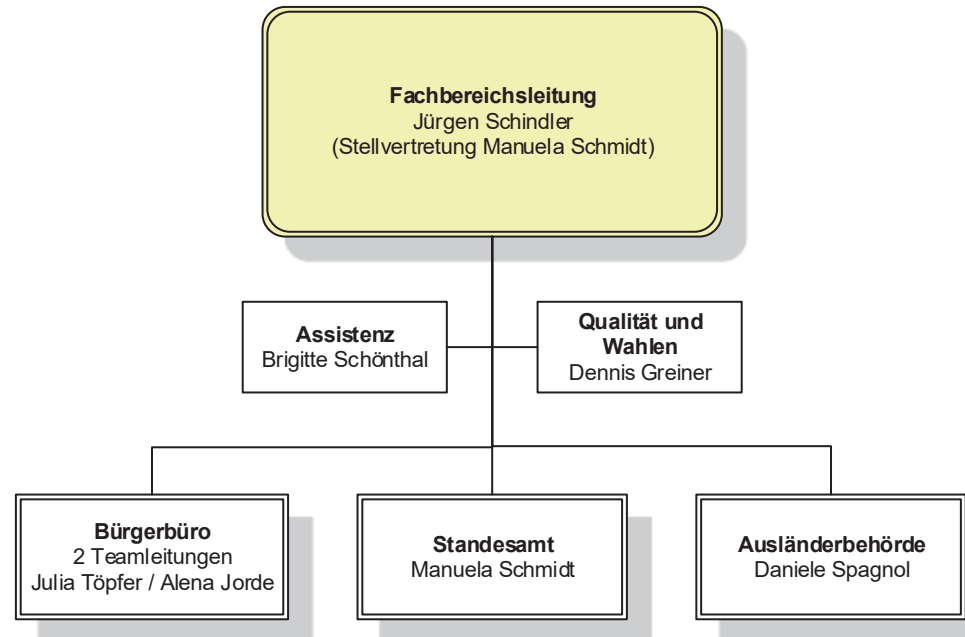 Fachbereichsleitung
Jürgen Schindler
(Stellvertretung Manuela Schmidt)
Assistenz
Brigitte Schönthal
Qualität und
Wahlen
Dennis Greiner
Bürgerbüro
2 Teamleitungen
Julia Töpfer / Alena Jorde
Standesamt
Manuela Schmidt
Ausländerbehörde
Daniele Spagnol